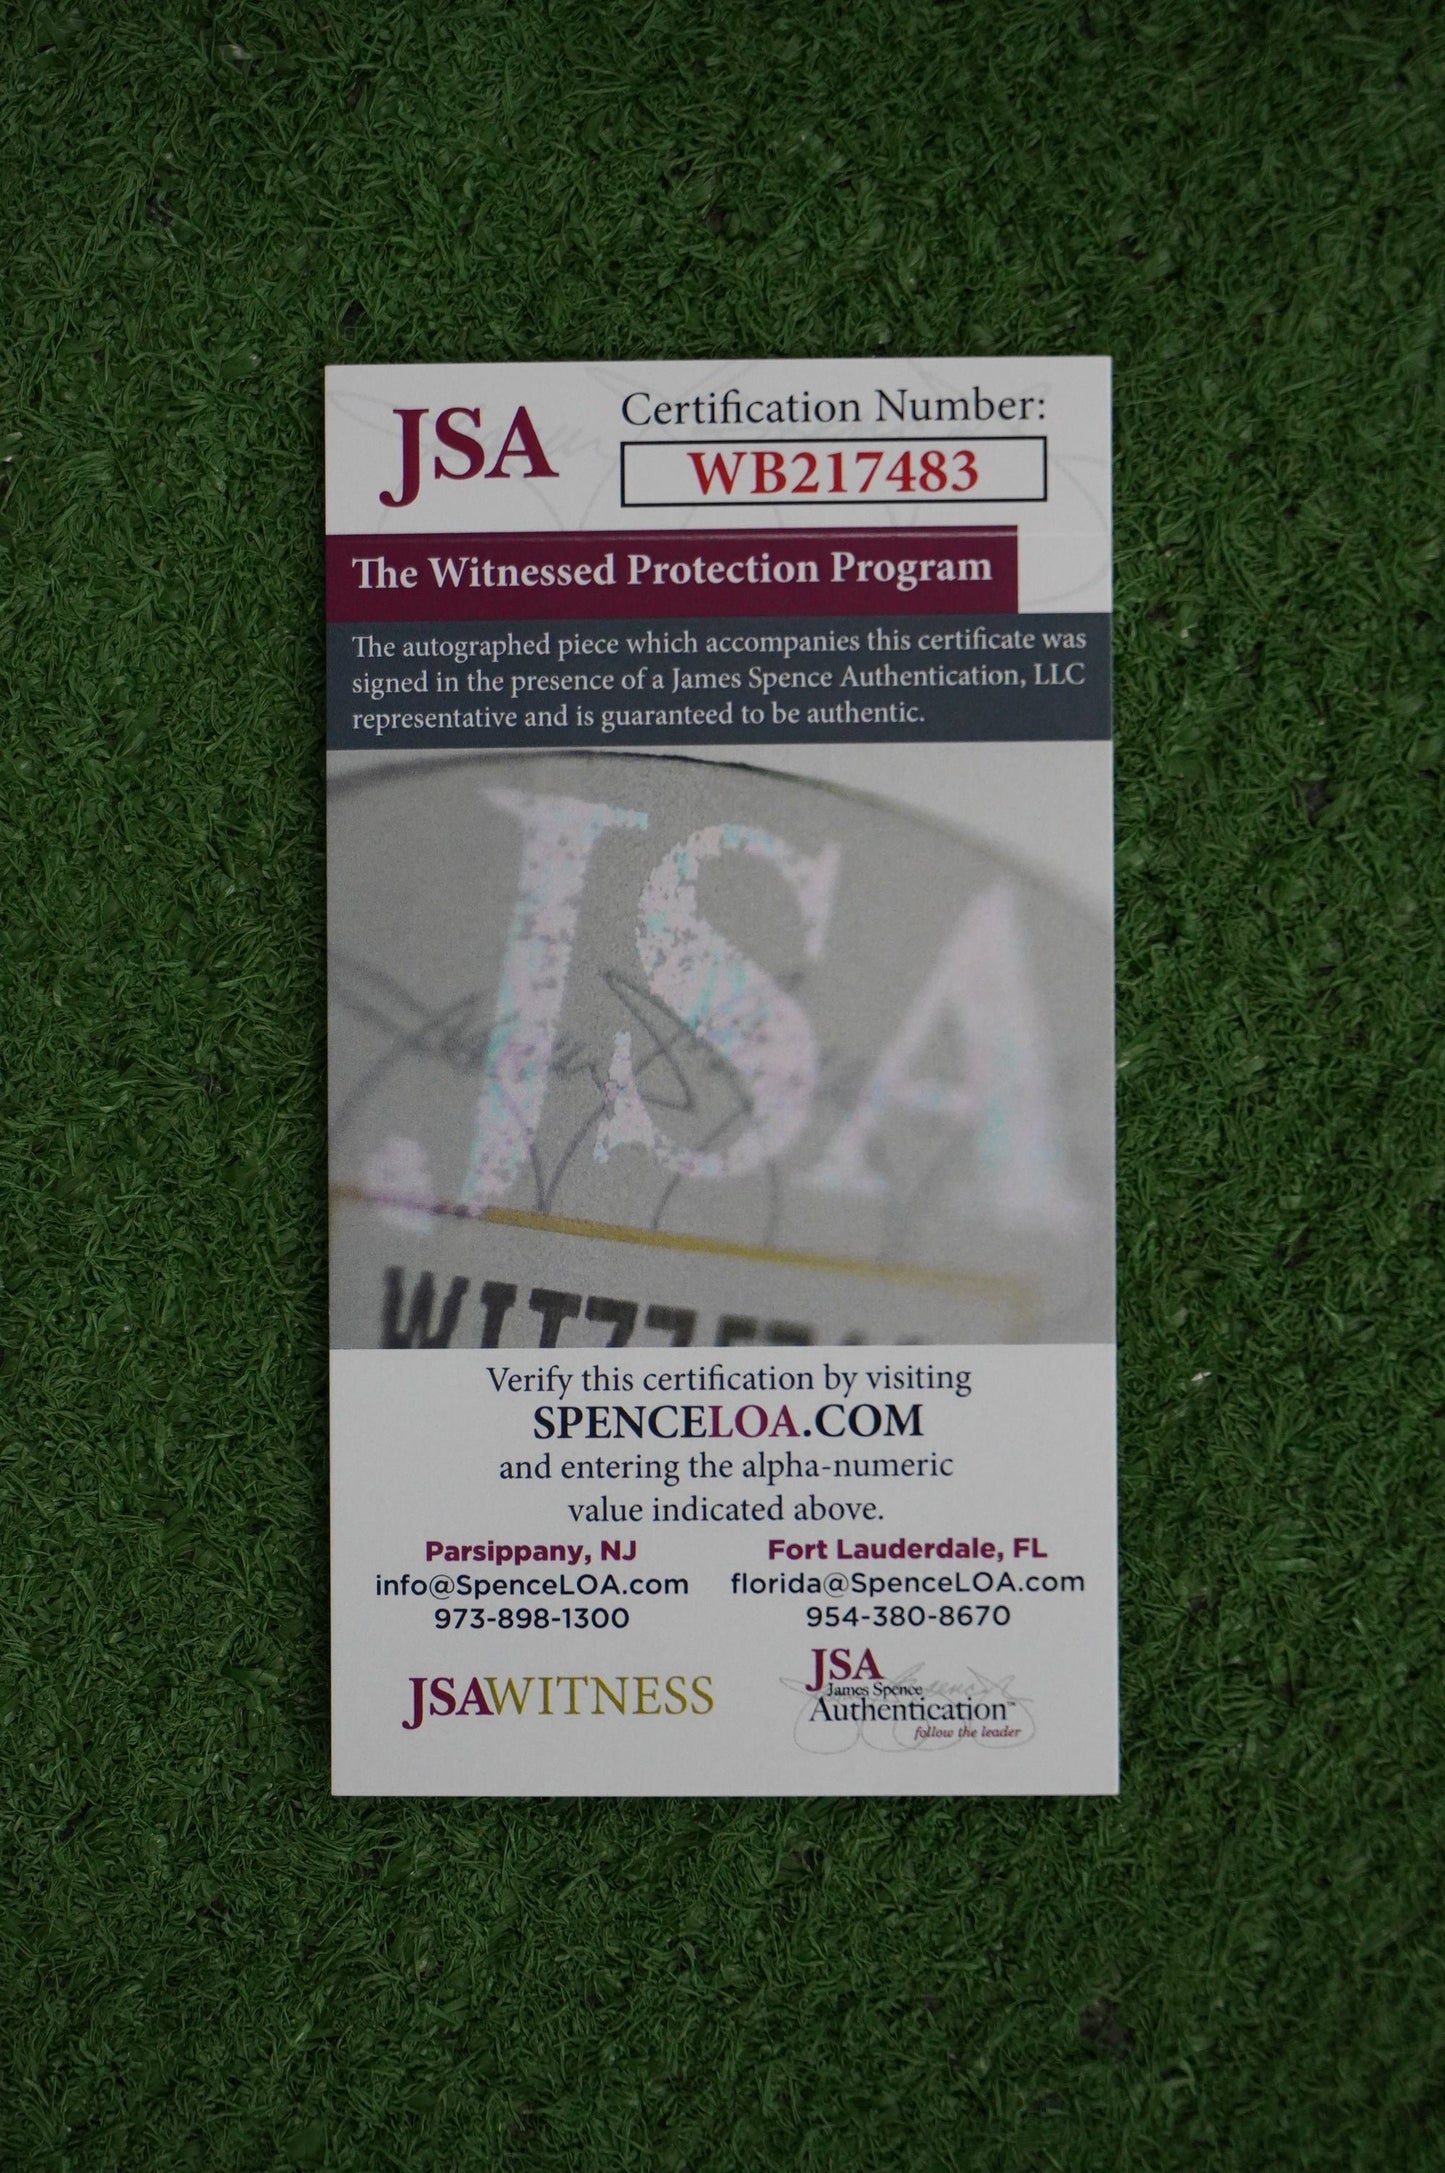 JSA
Certification Number:
WB217483
The Witnessed Protection Program
The autographed piece which accompanies this certificate was
signed in the presence of a James Spence Authentication, LLC
representative and is guaranteed to be authentic.
JSA
Verify this certification by visiting
SPENCELOA.COM
and entering the alpha-numeric
value indicated above.
Parsippany, NJ
info@SpenceLOA.com
973-898-1300
Fort Lauderdale, FL
florida@SpenceLOA.com
954-380-8670
JSAWITNESS
JSA
James Spence
Authentication™
follow the leader